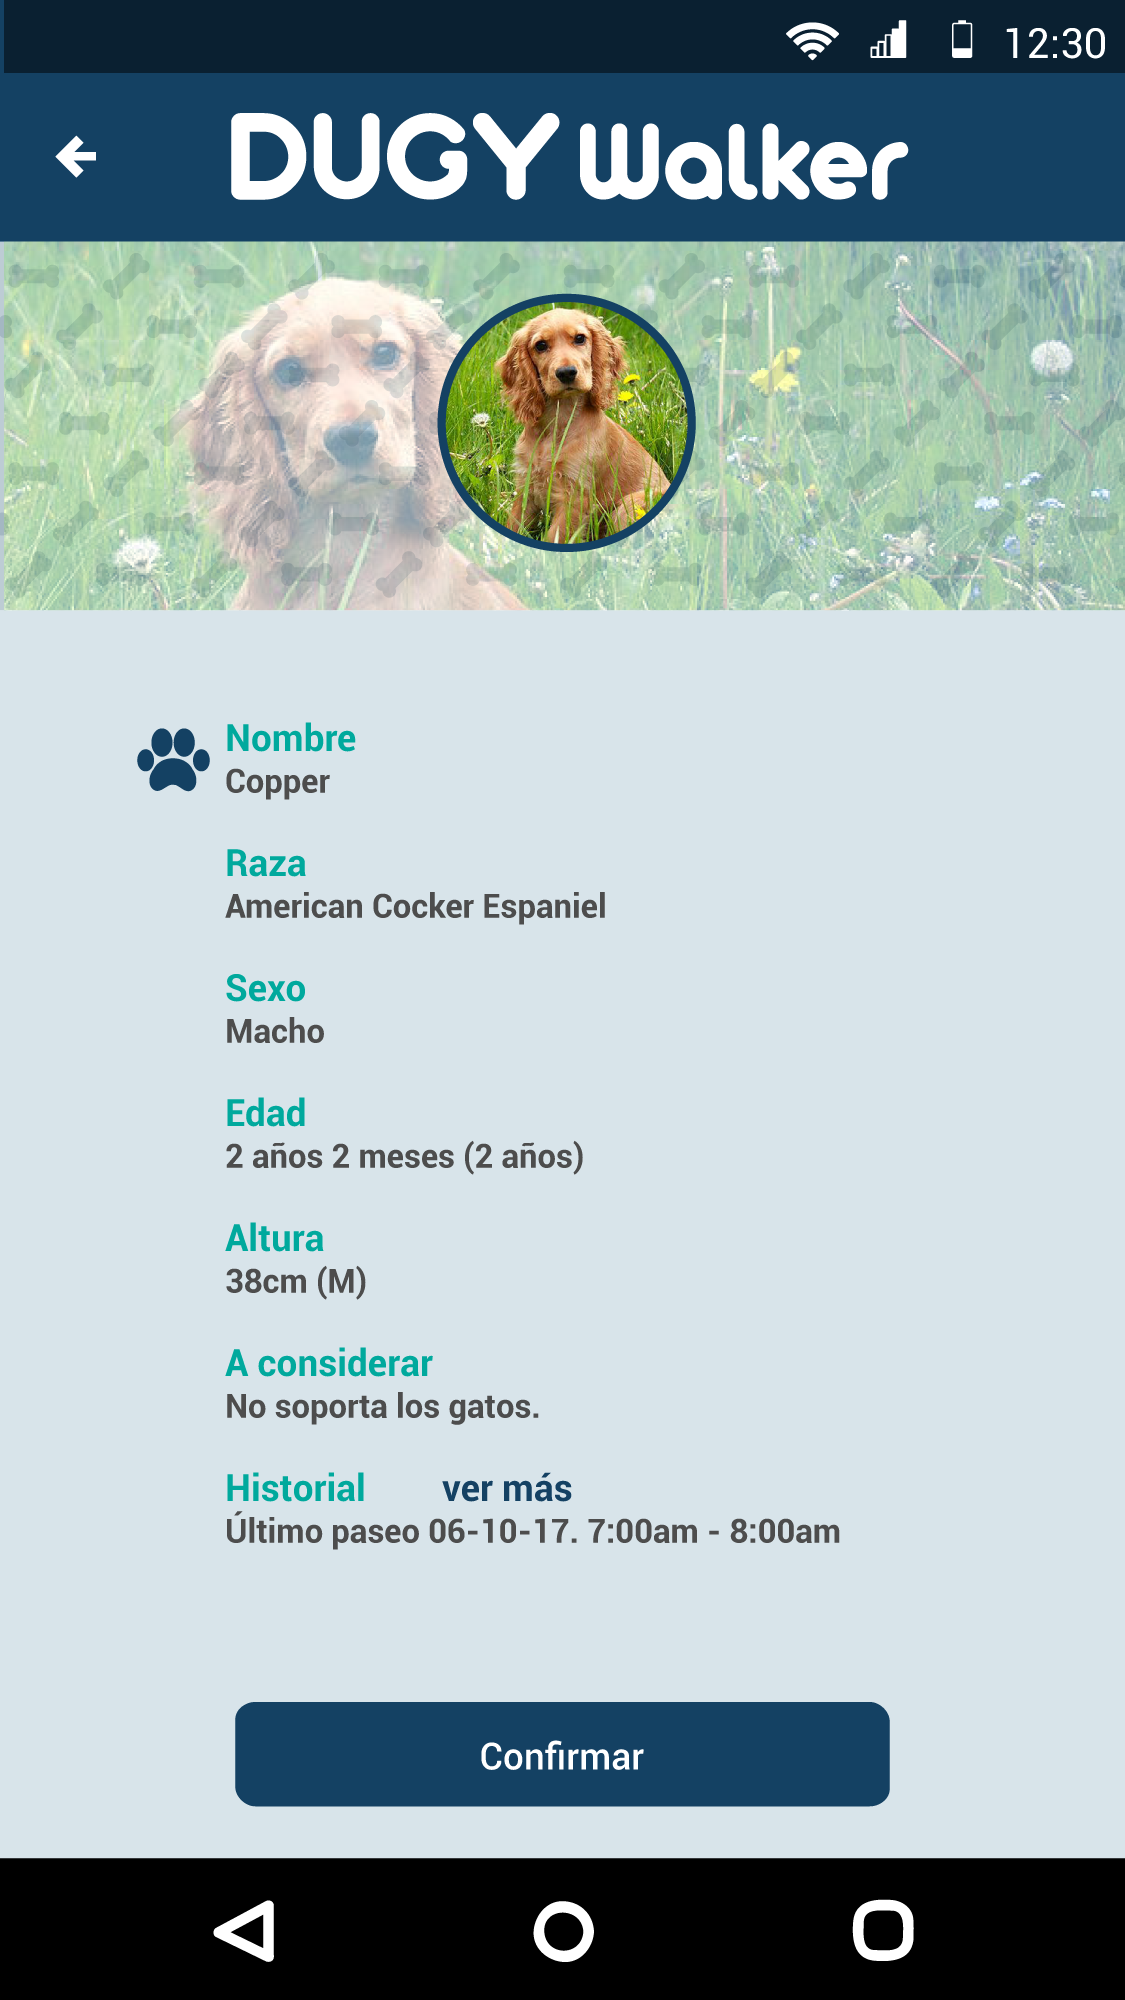 12:30
DUGY Walker
Nombre
Copper
Raza
American Cocker Espaniel
Sexo
Macho
Edad
2 años 2 meses (2 años)
Altura
38cm (M)
A considerar
No soporta los gatos.
Historial ver más
Último paseo 06-10-17. 7:00am - 8:00am
Confirmar